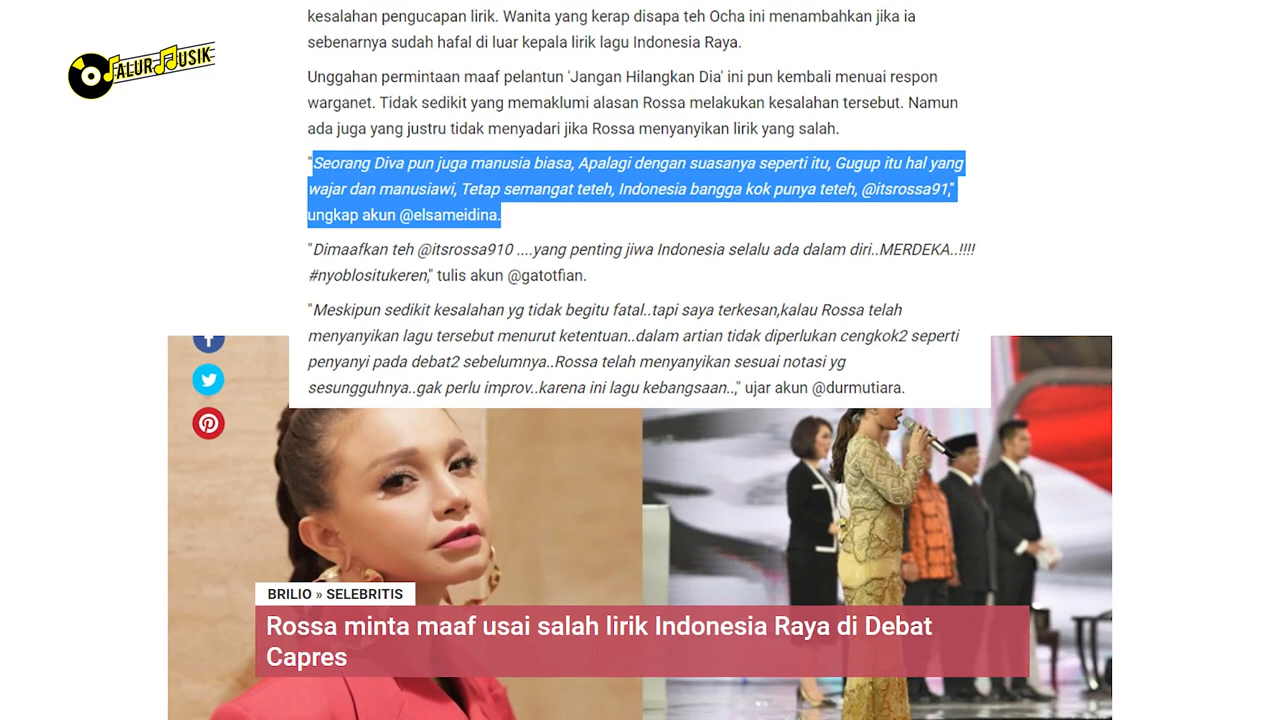 kesalahan pengucapan lirik. Wanita yang kerap disapa teh Ocha ini menambahkan jika ia
sebenarnya sudah hafal di luar kepala lirik lagu Indonesia Raya.
ALUR MUSIK
Unggahan permintaan maaf pelantun 'Jangan Hilangkan Dia' ini pun kembali menuai respon
warganet. Tidak sedikit yang memaklumi alasan Rossa melakukan kesalahan tersebut. Namun
ada juga yang justru tidak menyadari jika Rossa menyanyikan lirik yang salah.
"Seorang Diva pun juga manusia biasa, Apalagi dengan suasanya seperti itu, Gugup itu hal yang
wajar dan manusiawi, Tetap semangat teteh, Indonesia bangga kok punya teteh, @itsrossa91,"
ungkap akun @elsameidina.
"Dimaafkan teh @itsrossa910 ....yang penting jiwa Indonesia selalu ada dalam diri..MERDEKA..!!!!
#nyoblositukeren," tulis akun @gatotfian.
"Meskipun sedikit kesalahan yg tidak begitu fatal..tapi saya terkesan,kalau Rossa telah
menyanyikan lagu tersebut menurut ketentuan..dalam artian tidak diperlukan cengkok2 seperti
penyanyi pada debat2 sebelumnya..Rossa telah menyanyikan sesuai notasi yg
sesungguhnya..gak perlu improv..karena ini lagu kebangsaan..," ujar akun @durmutiara.
BRILIO » SELEBRITIS
Rossa minta maaf usai salah lirik Indonesia Raya di Debat
Capres